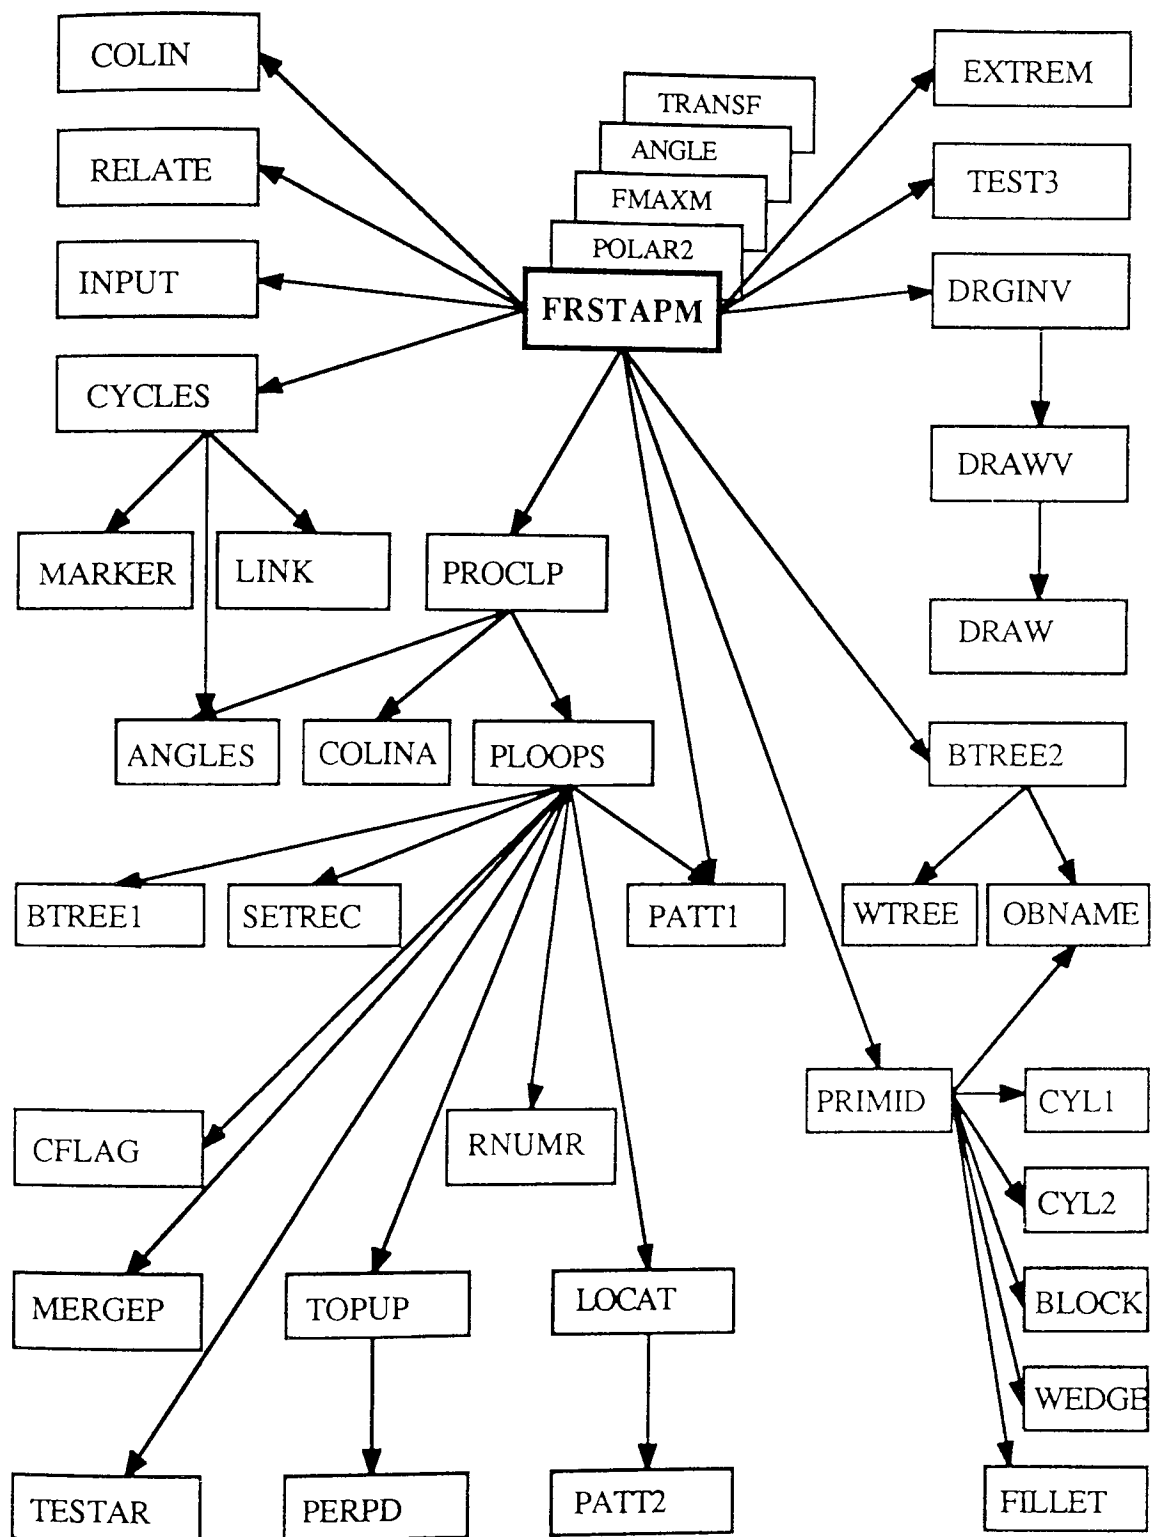 COLIN
EXTREM
TRANSF
ANGLE
RELATE
TEST3
FMAXM
POLAR2
INPUT
FRSTAPM
DRGINV
CYCLES
DRAWV
MARKER
LINK
PROCLP
DRAW
ANGLES
COLINA
PLOOPS
BTREE2
BTREE1
SETREC
PATT1
WTREE
OBNAME
PRIMID
CYL1
CFLAG
RNUMR
CYL2
MERGEP
TOPUP
LOCAT
BLOCK
WEDGE
TESTAR
PERPD
PATT2
FILLET